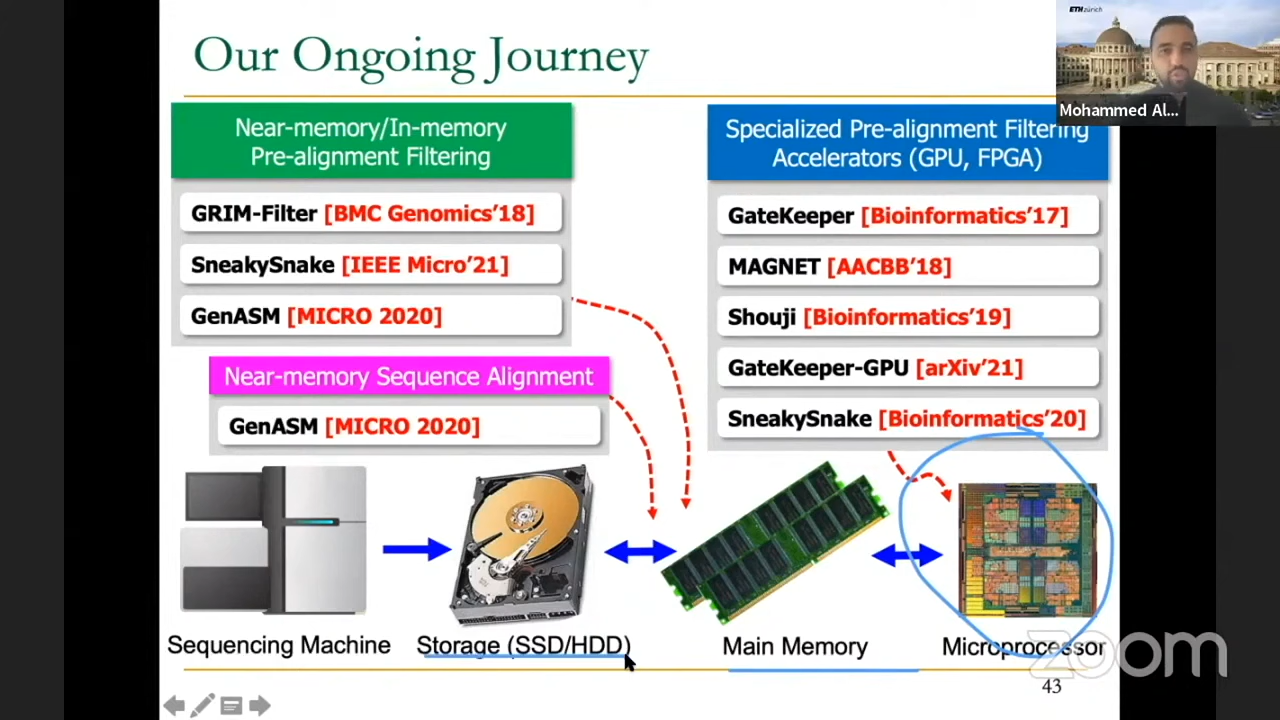 Our Ongoing Journey
ETH zürich
Mohammed Al...
Near-memory/In-memory
Pre-alignment Filtering
GRIM-Filter [BMC Genomics’18]
SneakySnake [IEEE Micro’21]
GenASM [MICRO 2020]
Near-memory Sequence Alignment
GenASM [MICRO 2020]
Specialized Pre-alignment Filtering
Accelerators (GPU, FPGA)
GateKeeper [Bioinformatics’17]
MAGNET [AACBB’18]
Shouji [Bioinformatics’19]
GateKeeper-GPU [arXiv’21]
SneakySnake [Bioinformatics’20]
Sequencing Machine
Storage (SSD/HDD)
Main Memory
Microprocessor
zoom
43